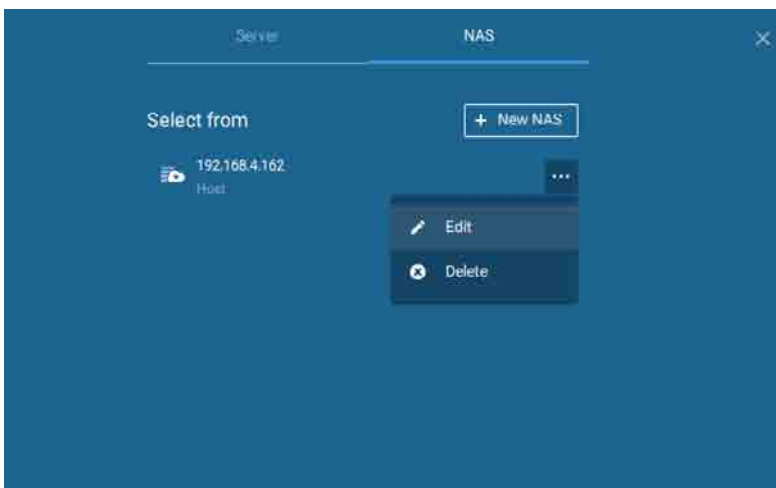 Server NAS
Select from + New NAS
192.168.4.162 ...
Host
Edit
Delete